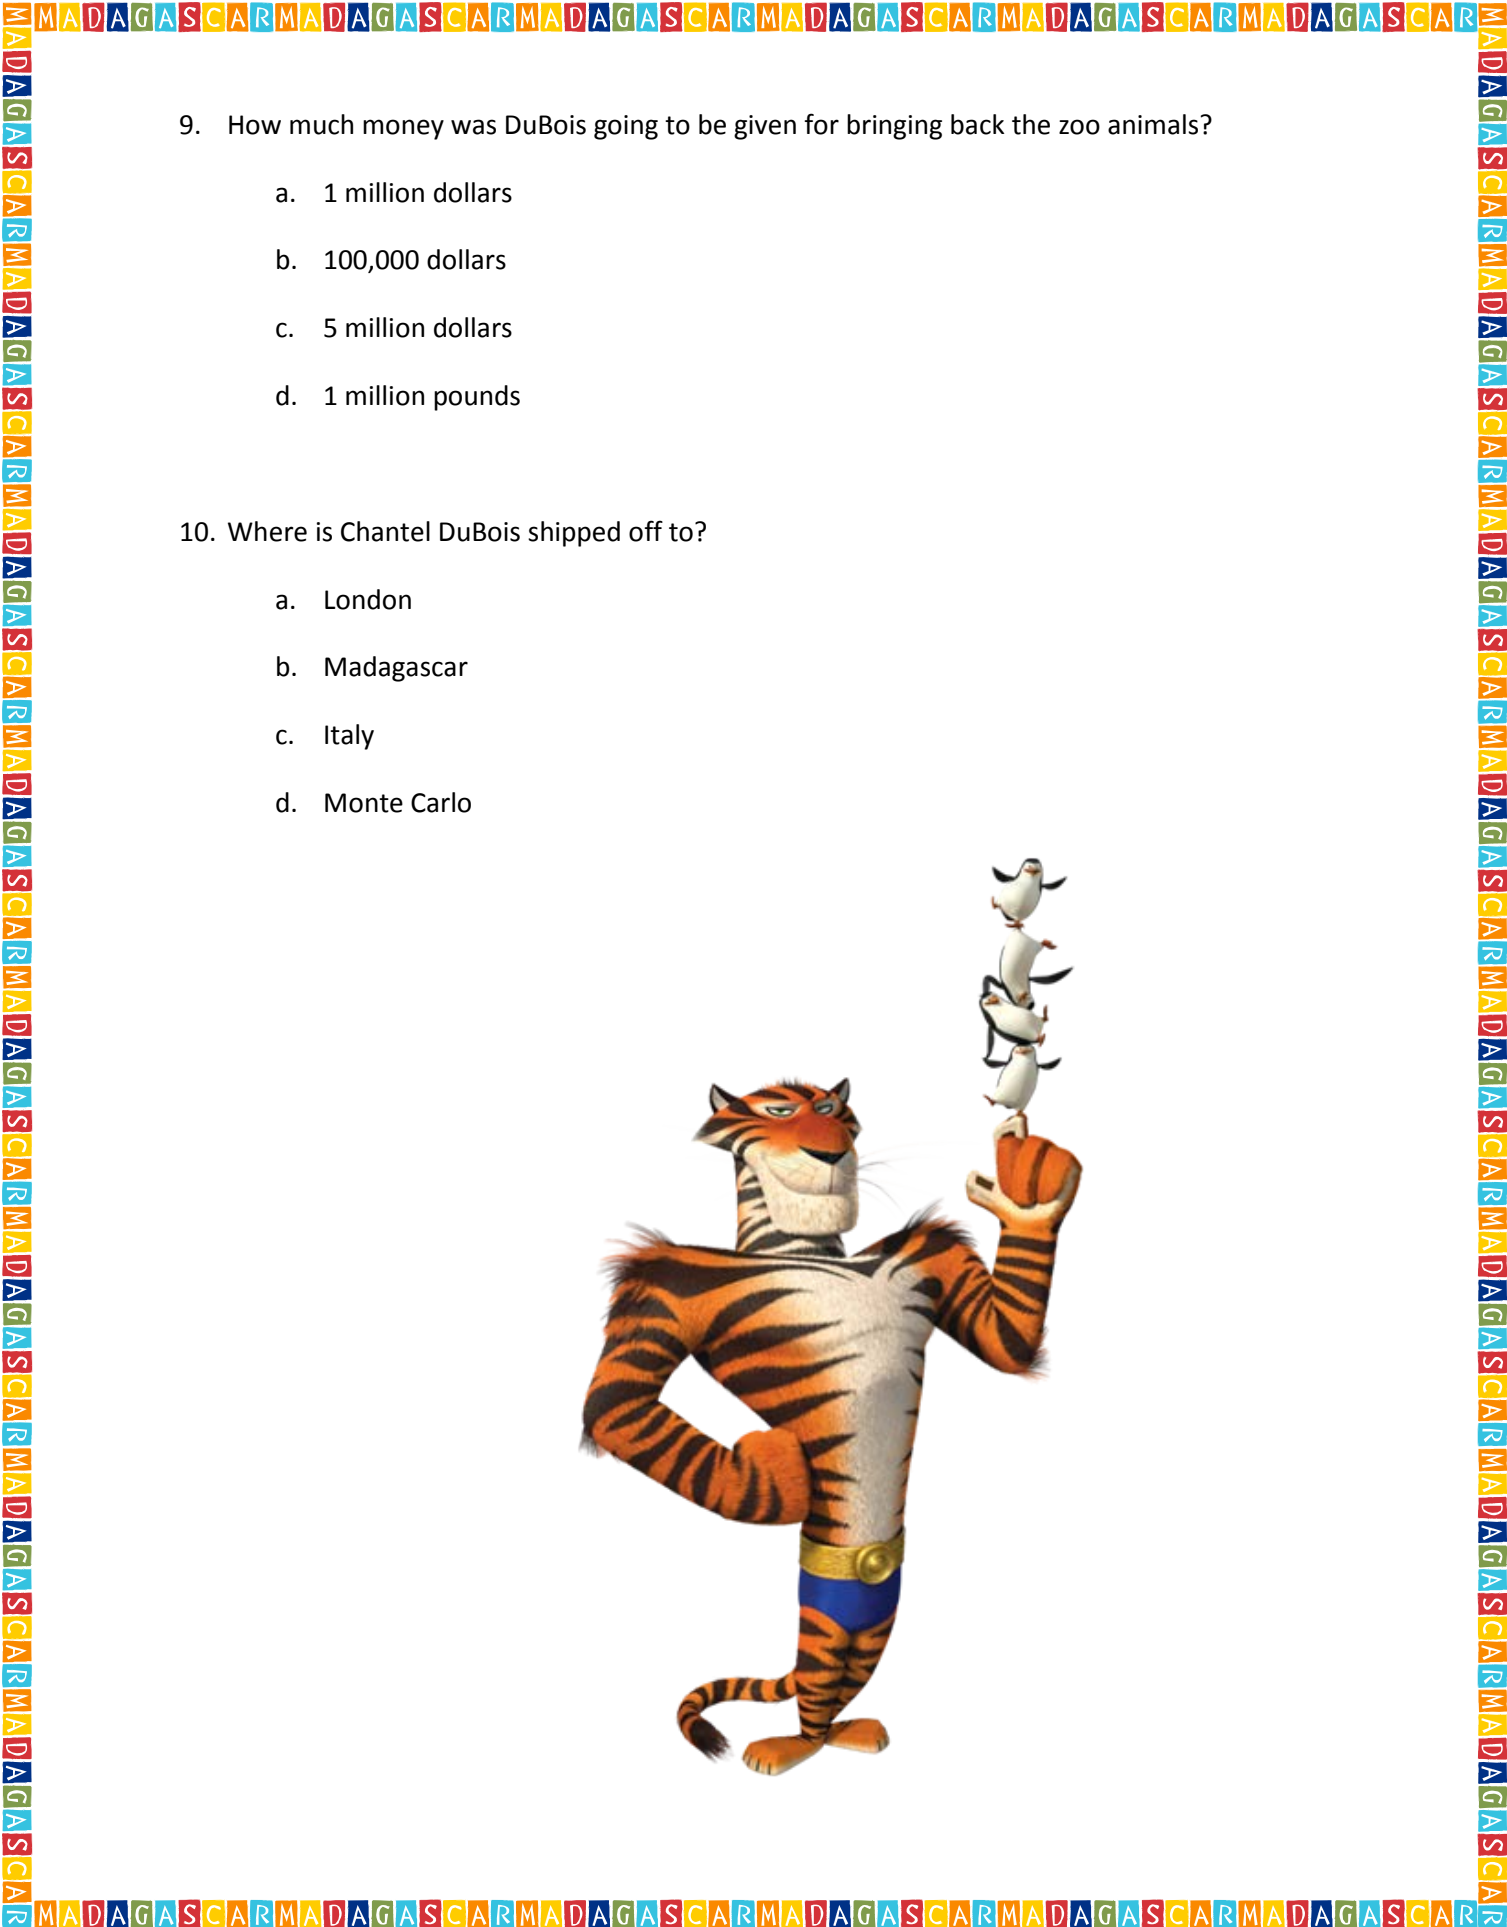 MADAGASCARMADAGASCARMADAGASCARMADAGASCARMADAGASCARMADAGASCAR
9. How much money was DuBois going to be given for bringing back the zoo animals?
a. 1 million dollars
b. 100,000 dollars
c. 5 million dollars
d. 1 million pounds
10. Where is Chantel DuBois shipped off to?
a. London
b. Madagascar
c. Italy
d. Monte Carlo
MADAGASCARMADAGASCARMADAGASCARMADAGASCARMADAGASCARMADAGASCAR
MADAGASCARMADAGASCARMADAGASCARMADAGASCARMADAGASCARMADAGASCARMADAGASCARMADAGASCAR
MADAGASCARMADAGASCARMADAGASCARMADAGASCARMADAGASCARMADAGASCARMADAGASCARMADAGASCAR